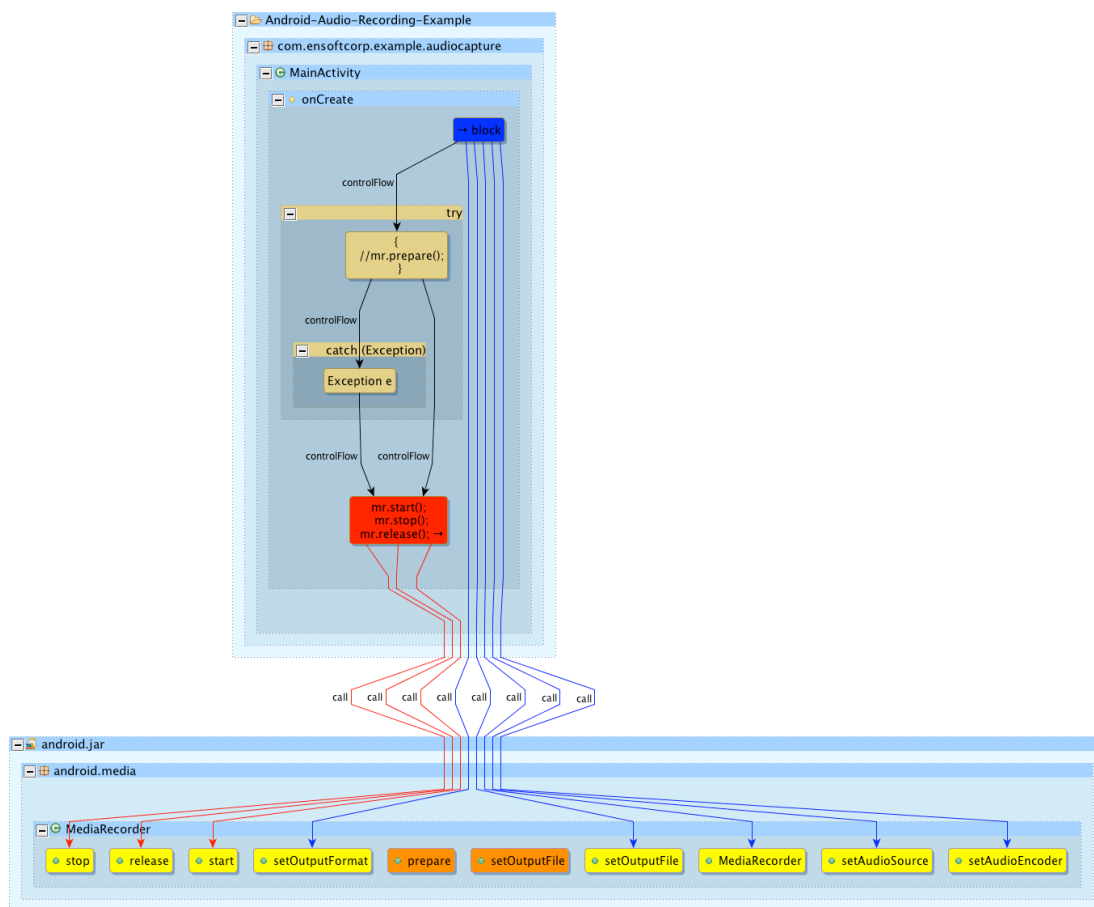 Android-Audio-Recording-Example
com.ensoftcorp.example.audiocapture
MainActivity
onCreate
→ block
controlFlow
try
{
//mr.prepare();
}
controlFlow
catch (Exception)
Exception e
controlFlow
controlFlow
mr.start();
mr.stop();
mr.release(); →
call
call
call
call
call
call
call
call
android.jar
android.media
MediaRecorder
stop
release
start
setOutputFormat
prepare
setOutputFile
setOutputFile
MediaRecorder
setAudioSource
setAudioEncoder